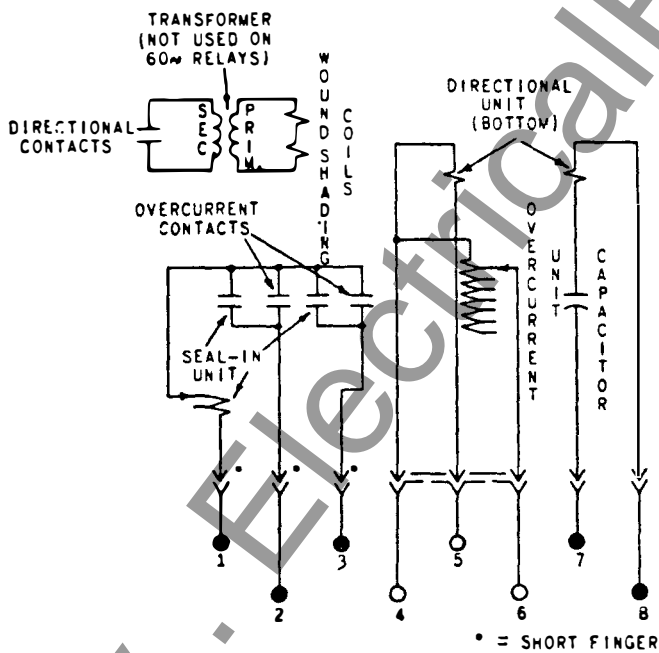 TRANSFORMER
(NOT USED ON
60~ RELAYS)
SEC
PRIM.
DIRECTIONAL
CONTACTS
WOUND SHADING
COILS
OVERCURRENT
CONTACTS
SEAL-IN
UNIT
DIRECTIONAL
UNIT
(BOTTOM)
OVERCURRENT
UNIT
CAPACITOR
1
2
3
4
5
6
7
8
* = SHORT FINGER
. Electrical